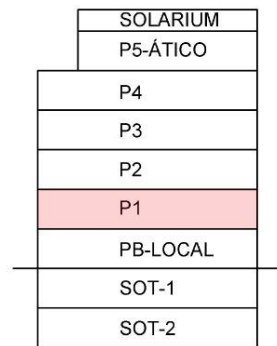 SOLARIUM
P5-ÁTICO
P4
P3
P2
P1
PB-LOCAL
SOT-1
SOT-2